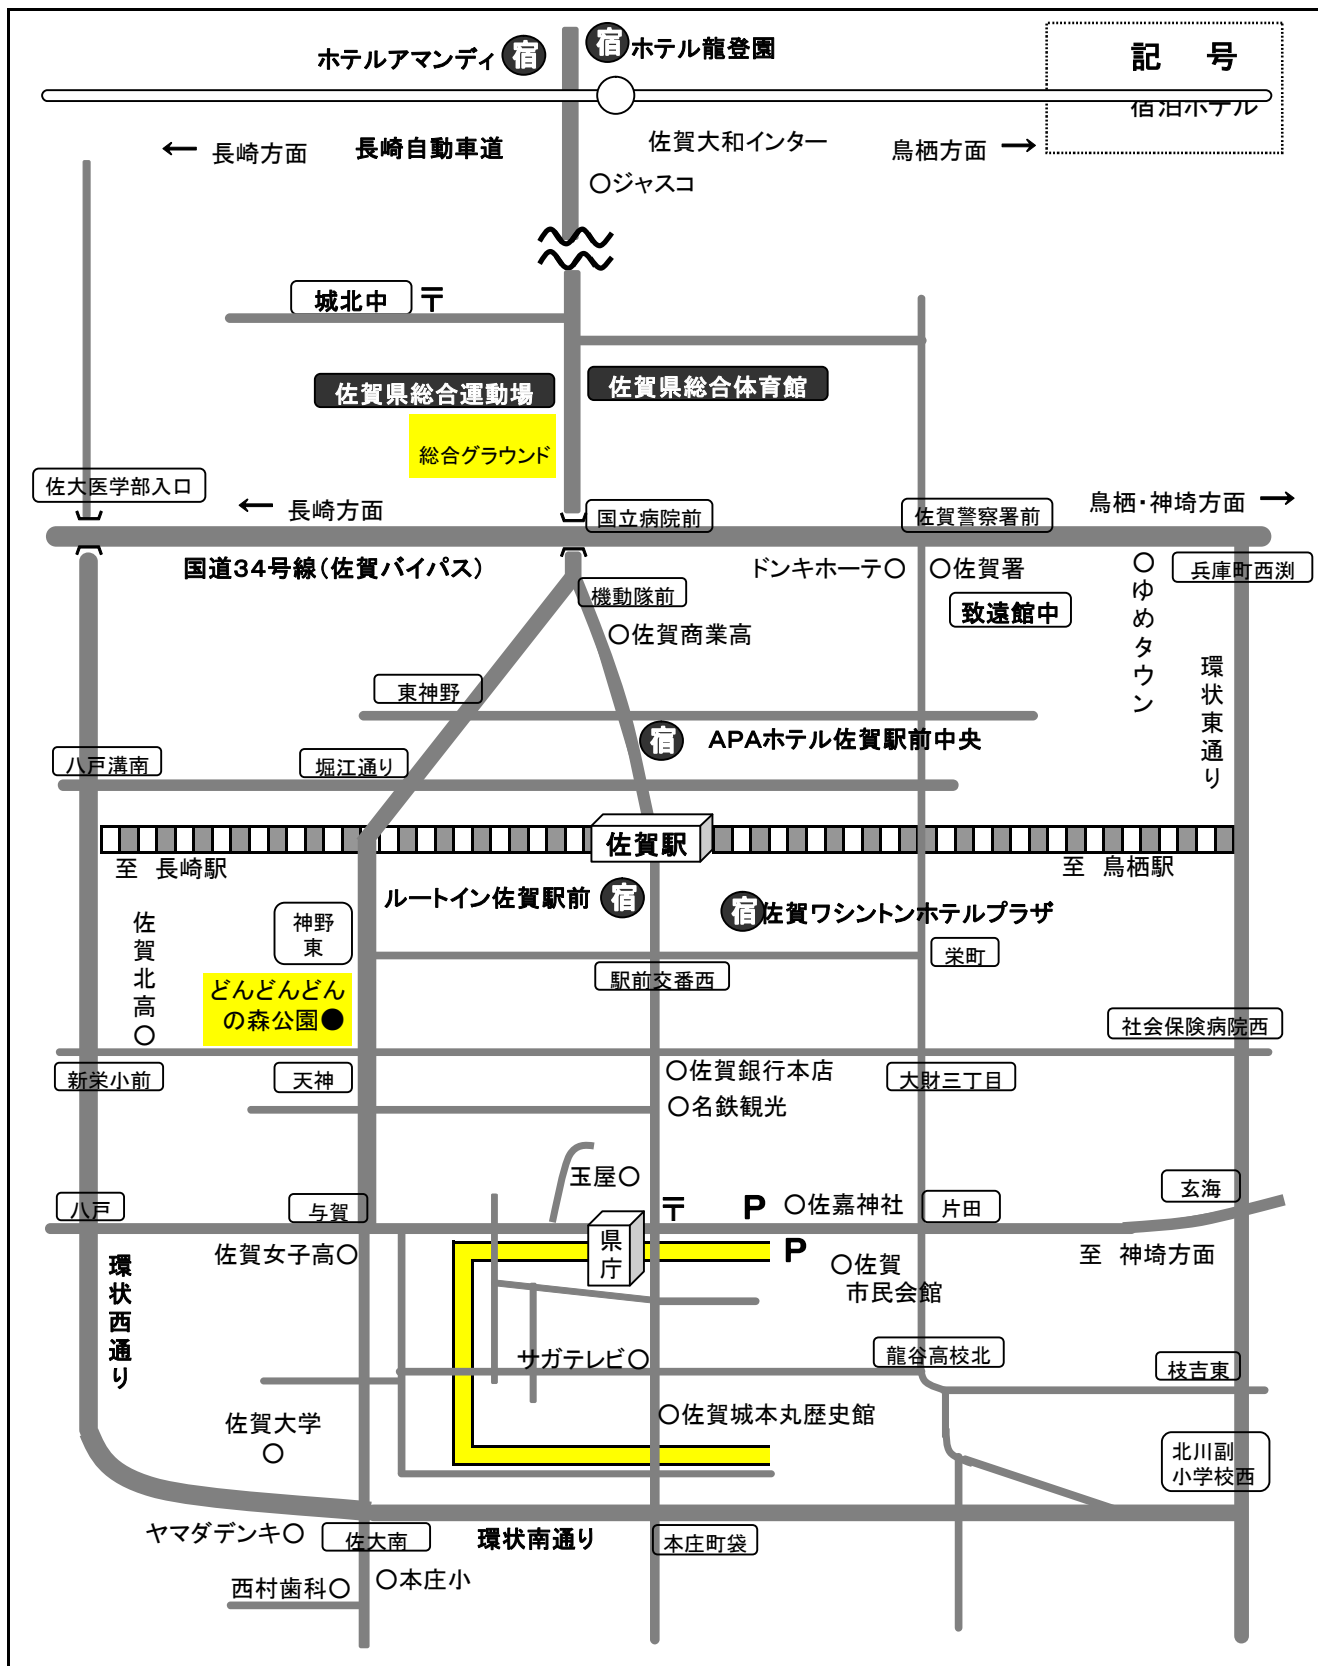 ホテルアマンディ 宿
宿 ホテル龍登園
記 号
宿泊ホテル
← 長崎方面
長崎自動車道
佐賀大和インター
鳥栖方面 →
○ジャスコ
城北中 〒
佐賀県総合運動場
佐賀県総合体育館
総合グラウンド
佐大医学部入口
← 長崎方面
国立病院前
佐賀警察署前
鳥栖・神埼方面 →
国道34号線(佐賀バイパス)
ドンキホーテ○
○佐賀署
○ゆめタウン
兵庫町西渕
機動隊前
致遠館中
○佐賀商業高
環状東通り
東神野
宿 APAホテル佐賀駅前中央
八戸溝南
堀江通り
佐賀駅
至 長崎駅
至 鳥栖駅
ルートイン佐賀駅前 宿
宿 佐賀ワシントンホテルプラザ
佐賀北高○
神野
東
栄町
駅前交番西
どんどんどん
の森公園●
社会保険病院西
新栄小前
天神
○佐賀銀行本店
大財三丁目
○名鉄観光
玉屋○
八戸
与賀
〒
P
○佐嘉神社
片田
玄海
佐賀女子高○
県庁
P
○佐賀
市民会館
至 神埼方面
環状西通り
サガテレビ○
龍谷高校北
枝吉東
佐賀大学
○
○佐賀城本丸歴史館
北川副
小学校西
ヤマダデンキ○
佐大南
環状南通り
本庄町袋
西村歯科○
○本庄小